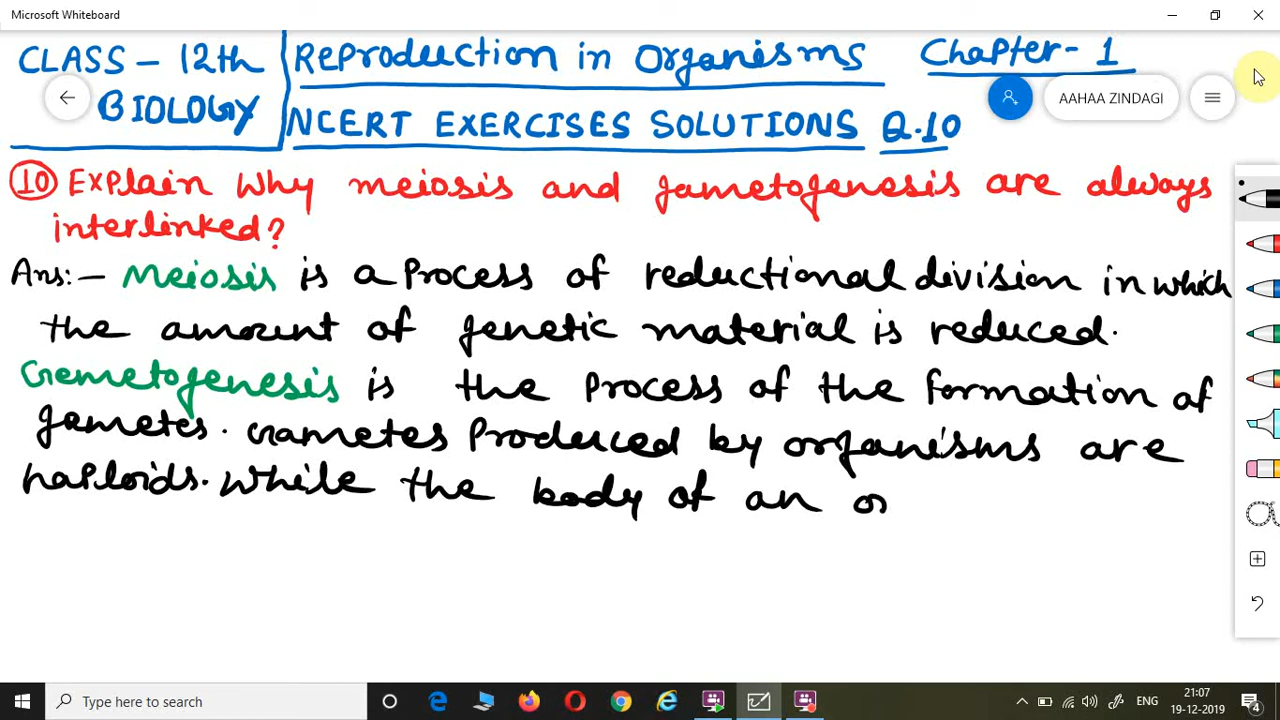 Microsoft Whiteboard
CLASS - 12th
BIOLOGY
Reproduction in Organisms
Chapter - 1
NCERT EXERCISES SOLUTIONS Q.10
AAHAA ZINDAGI
10 Explain why meiosis and gametogenesis are always
interlinked?
Ans:- Meiosis is a process of reductional division in which
the amount of genetic material is reduced.
Gemetogenesis is the process of the formation of
gametes. Gametes produced by organisms are
haploids. While the body of an or
Type here to search
ENG
21:07
19-12-2019
4